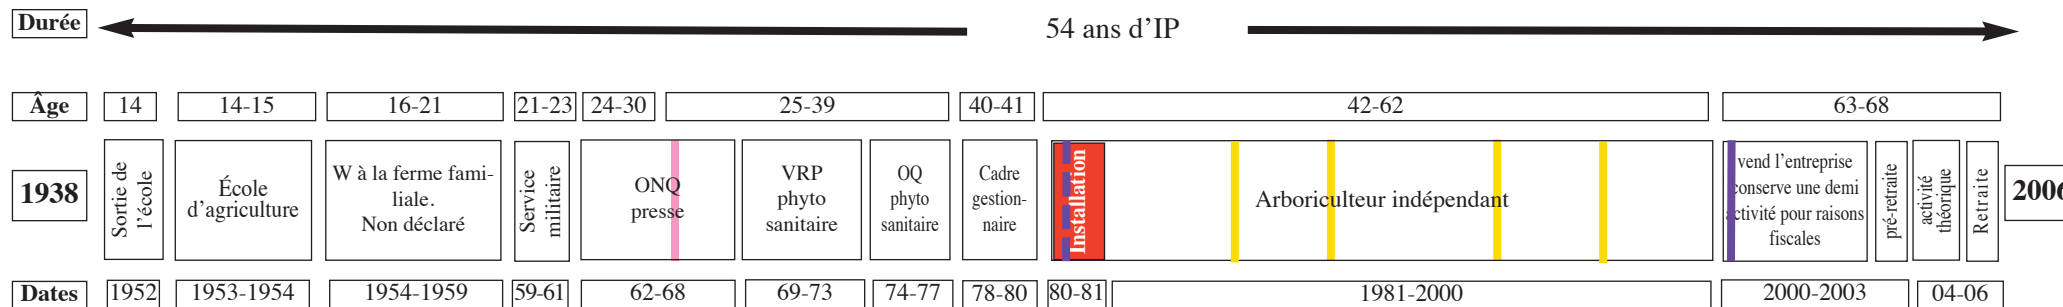 Durée
54 ans d’IP
Âge
14
14-15
16-21
21-23
24-30
25-39
40-41
42-62
63-68
1938
Sortie de
l’école
École
d’agriculture
W à la ferme fami-
liale.
Non déclaré
Service
militaire
ONQ
presse
VRP
phyto
sanitaire
OQ
phyto
sanitaire
Cadre
gestion-
naire
Installation
Arboriculteur indépendant
vend l’entreprise
conserve une demi
activité pour raisons
fiscales
pré-retraite
activité
théorique
Retraite
2006
Dates
1952
1953-1954
1954-1959
59-61
62-68
69-73
74-77
78-80
80-81
1981-2000
2000-2003
04-06